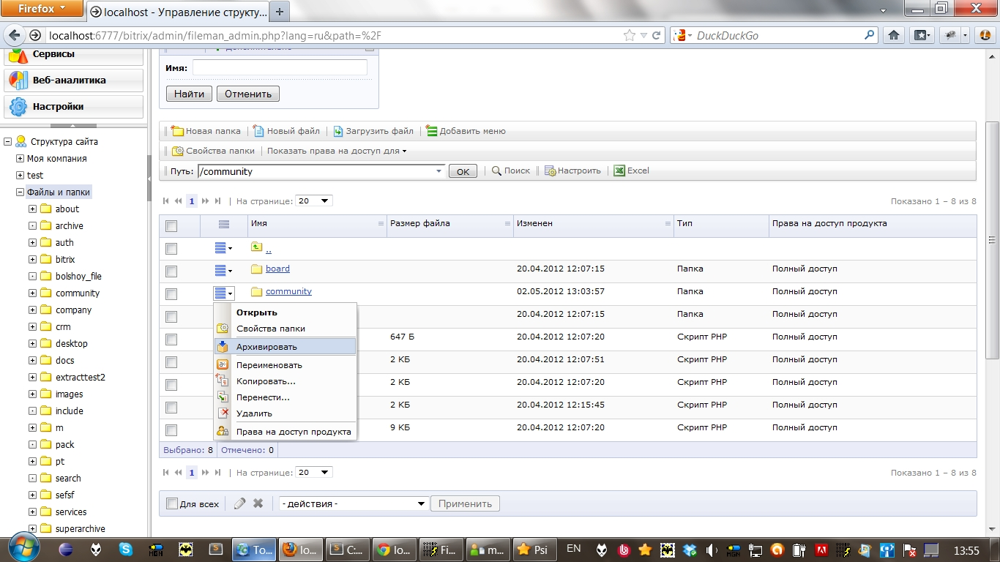 Firefox
localhost - Управление структу...
localhost:6777/bitrix/admin/fileman_admin.php?lang=ru&path=%2F
DuckDuckGo
Сервисы
Веб-аналитика
Настройки
Структура сайта
Моя компания
test
Файлы и папки
about
archive
auth
bitrix
bolshoy_file
community
company
crm
desktop
docs
extracttest2
images
include
m
pack
pt
search
sefsf
services
superarchive
Дополнительно
Имя:
Найти Отменить
Новая папка Новый файл Загрузить файл Добавить меню
Свойства папки Показать права на доступ для
Путь: /community OK Поиск Настроить Excel
1 | На странице: 20 Показано 1 – 8 из 8
Имя Размер файла Изменен Тип Права на доступ продукта
..
board 20.04.2012 12:07:15 Папка Полный доступ
community 02.05.2012 13:03:57 Папка Полный доступ
20.04.2012 12:07:15 Папка Полный доступ
647 Б 20.04.2012 12:07:20 Скрипт PHP Полный доступ
2 КБ 20.04.2012 12:07:51 Скрипт PHP Полный доступ
2 КБ 20.04.2012 12:07:20 Скрипт PHP Полный доступ
2 КБ 20.04.2012 12:15:45 Скрипт PHP Полный доступ
9 КБ 20.04.2012 12:07:20 Скрипт PHP Полный доступ
Открыть
Свойства папки
Архивировать
Переименовать
Копировать...
Перенести...
Удалить
Права на доступ продукта
Выбрано: 8 Отмечено: 0
1 | На странице: 20 Показано 1 – 8 из 8
Для всех - действия - Применить
To... lo... C... lo... Fi... m... Psi EN 13:55